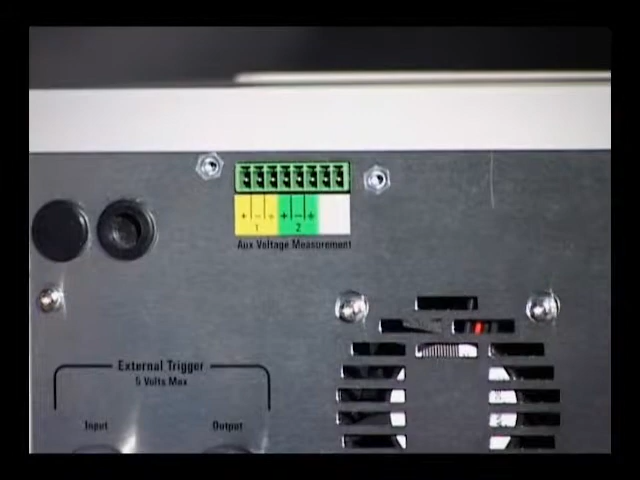 + – ⏚ + – ⏚
1 2
Aux Voltage Measurement
External Trigger
5 Volts Max
Input Output